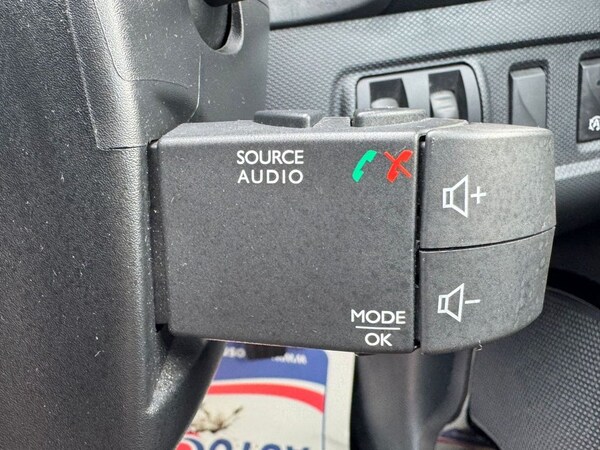 SOURCE
AUDIO
+
-
MODE
OK